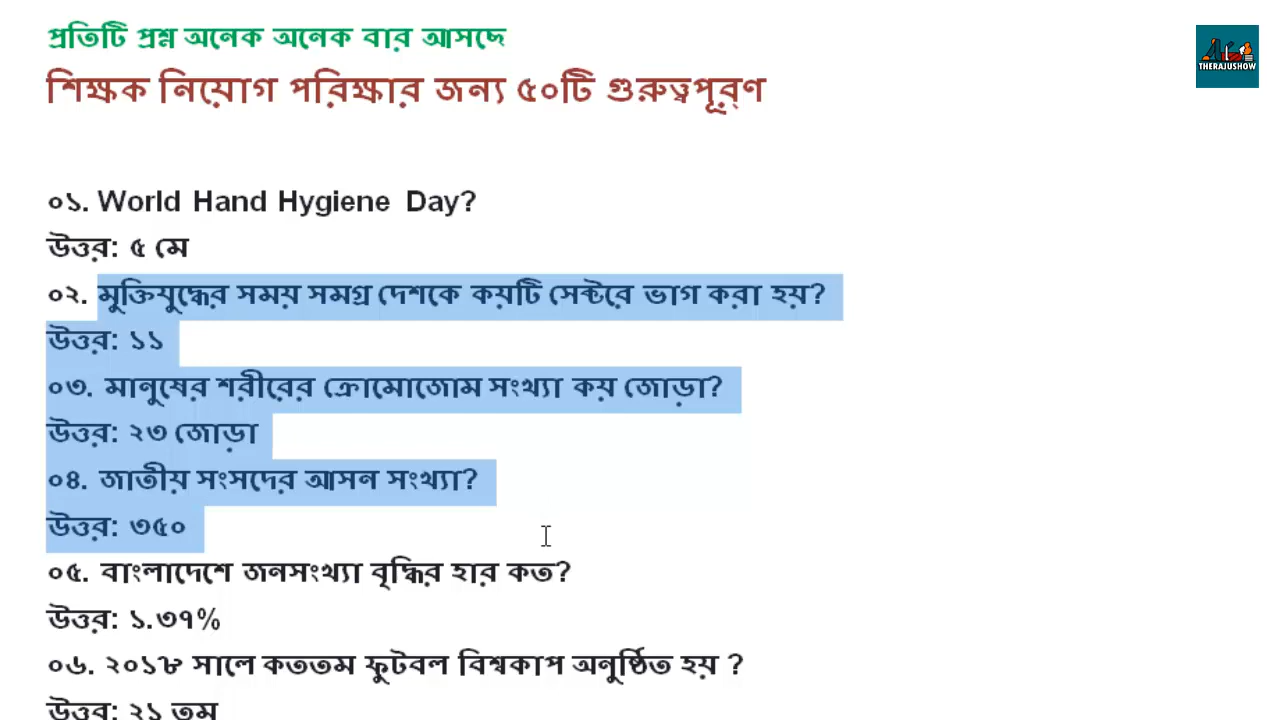 প্রতিটি প্রশ্ন অনেক অনেক বার আসছে
শিক্ষক নিয়োগ পরিক্ষার জন্য ৫০টি গুরুত্বপূর্ণ
THERAJUSHOW
০১. World Hand Hygiene Day?
উত্তর: ৫ মে
০২. মুক্তিযুদ্ধের সময় সমগ্র দেশকে কয়টি সেক্টরে ভাগ করা হয়?
উত্তর: ১১
০৩. মানুষের শরীরের ক্রোমোজোম সংখ্যা কয় জোড়া?
উত্তর: ২৩ জোড়া
০৪. জাতীয় সংসদের আসন সংখ্যা?
উত্তর: ৩৫০
০৫. বাংলাদেশে জনসংখ্যা বৃদ্ধির হার কত?
উত্তর: ১.৩৭%
০৬. ২০১৮ সালে কততম ফুটবল বিশ্বকাপ অনুষ্ঠিত হয় ?
উত্তর: ২১ তম